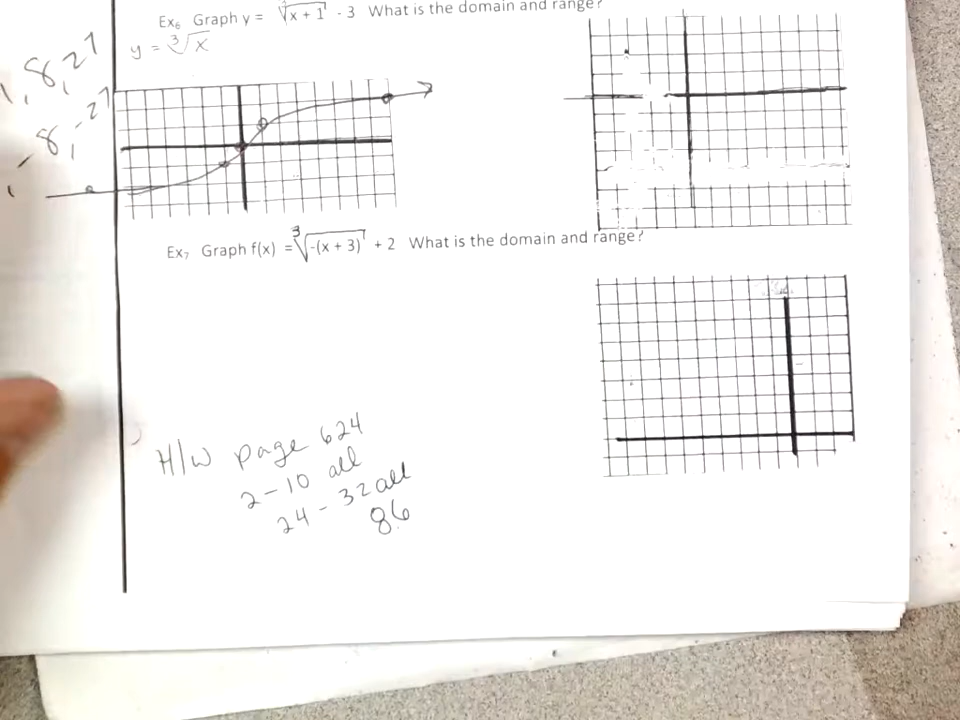 Ex6 Graph y = ∛x + 1 - 3 What is the domain and range?
y = ∛x
1, 8, 27
-8, -27
Ex7 Graph f(x) = ∛-(x + 3) + 2 What is the domain and range?
H/W page 624
2-10 all
24-32 all
86